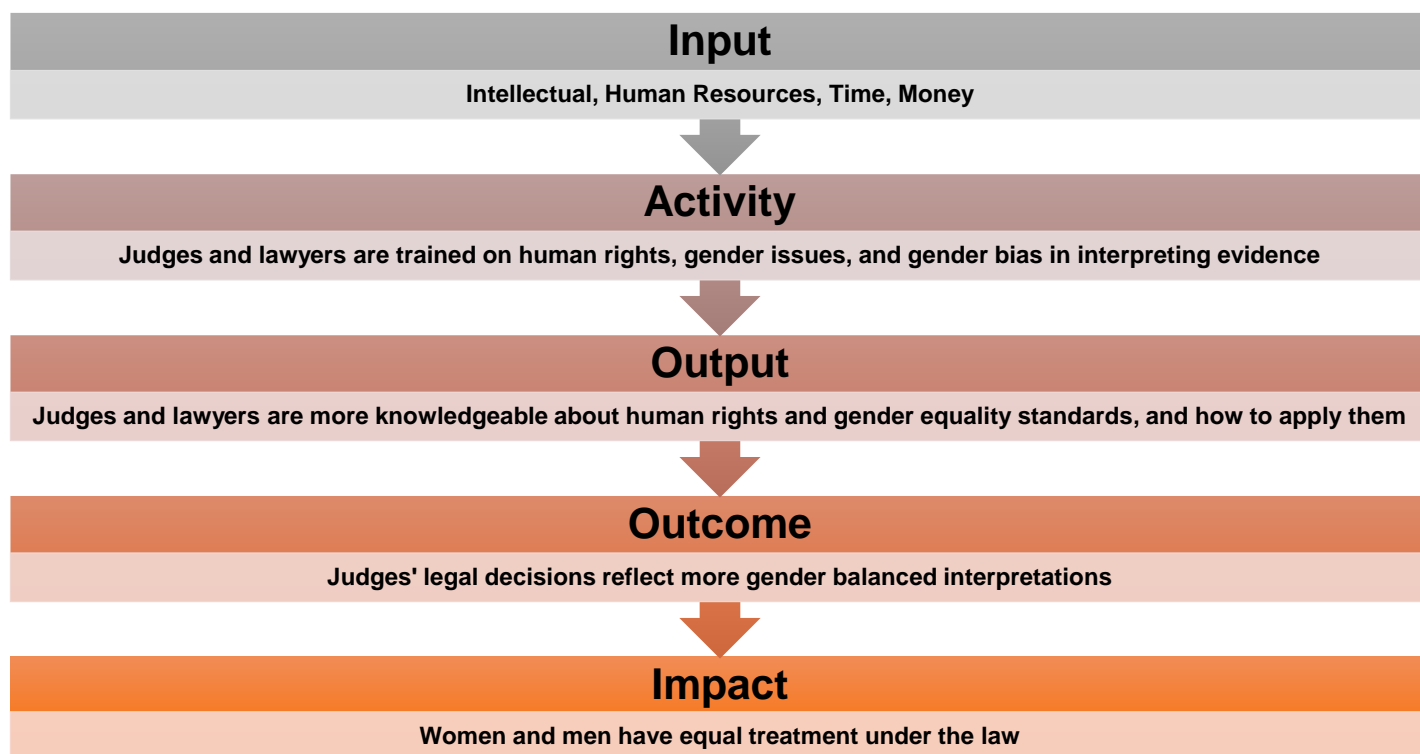 Input
Intellectual, Human Resources, Time, Money
Activity
Judges and lawyers are trained on human rights, gender issues, and gender bias in interpreting evidence
Output
Judges and lawyers are more knowledgeable about human rights and gender equality standards, and how to apply them
Outcome
Judges' legal decisions reflect more gender balanced interpretations
Impact
Women and men have equal treatment under the law